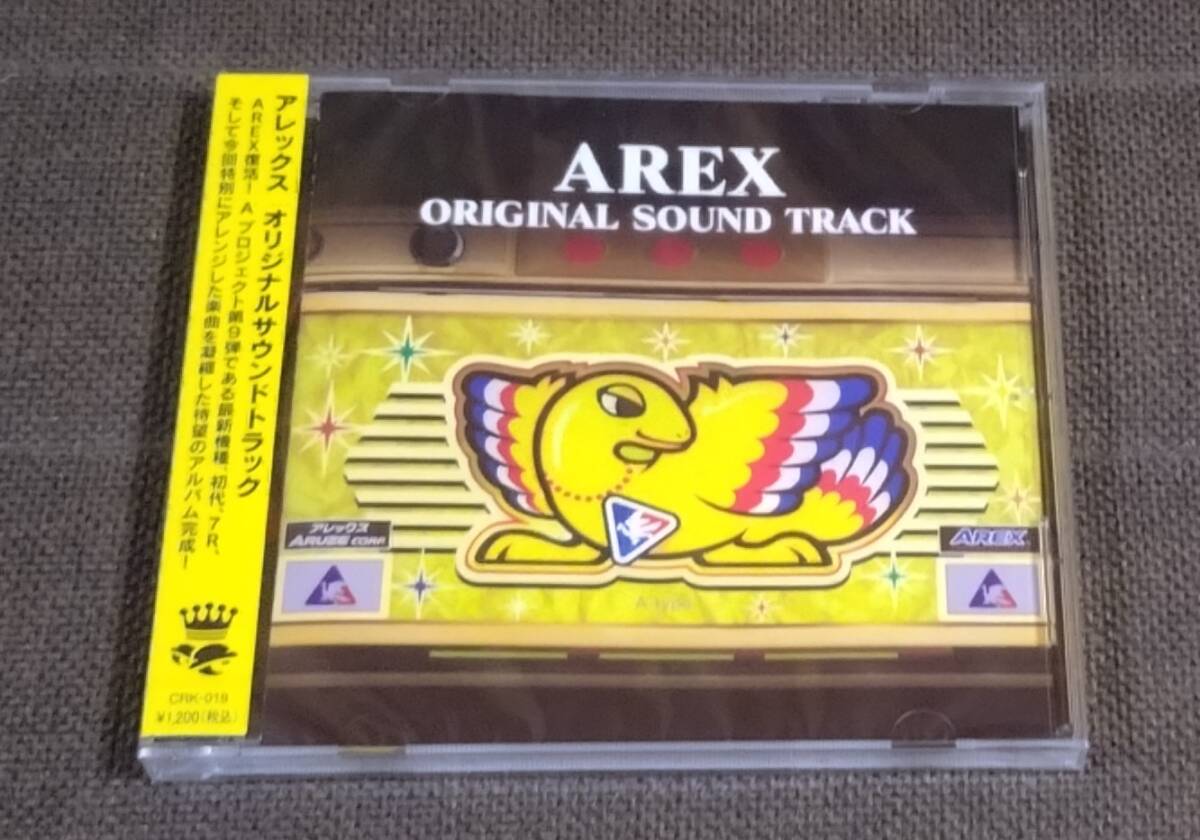 アレックス オリジナルサウンドトラック
AREX復活! A プロジェクト第9弾である最新機種、初代、7R、
そして今回特別にアレンジした楽曲を凝縮した待望のアルバム完成!
CRK-018
¥1,200(税込)
AREX
ORIGINAL SOUND TRACK
アレックス
ARUZE CORP.
AREX
A type